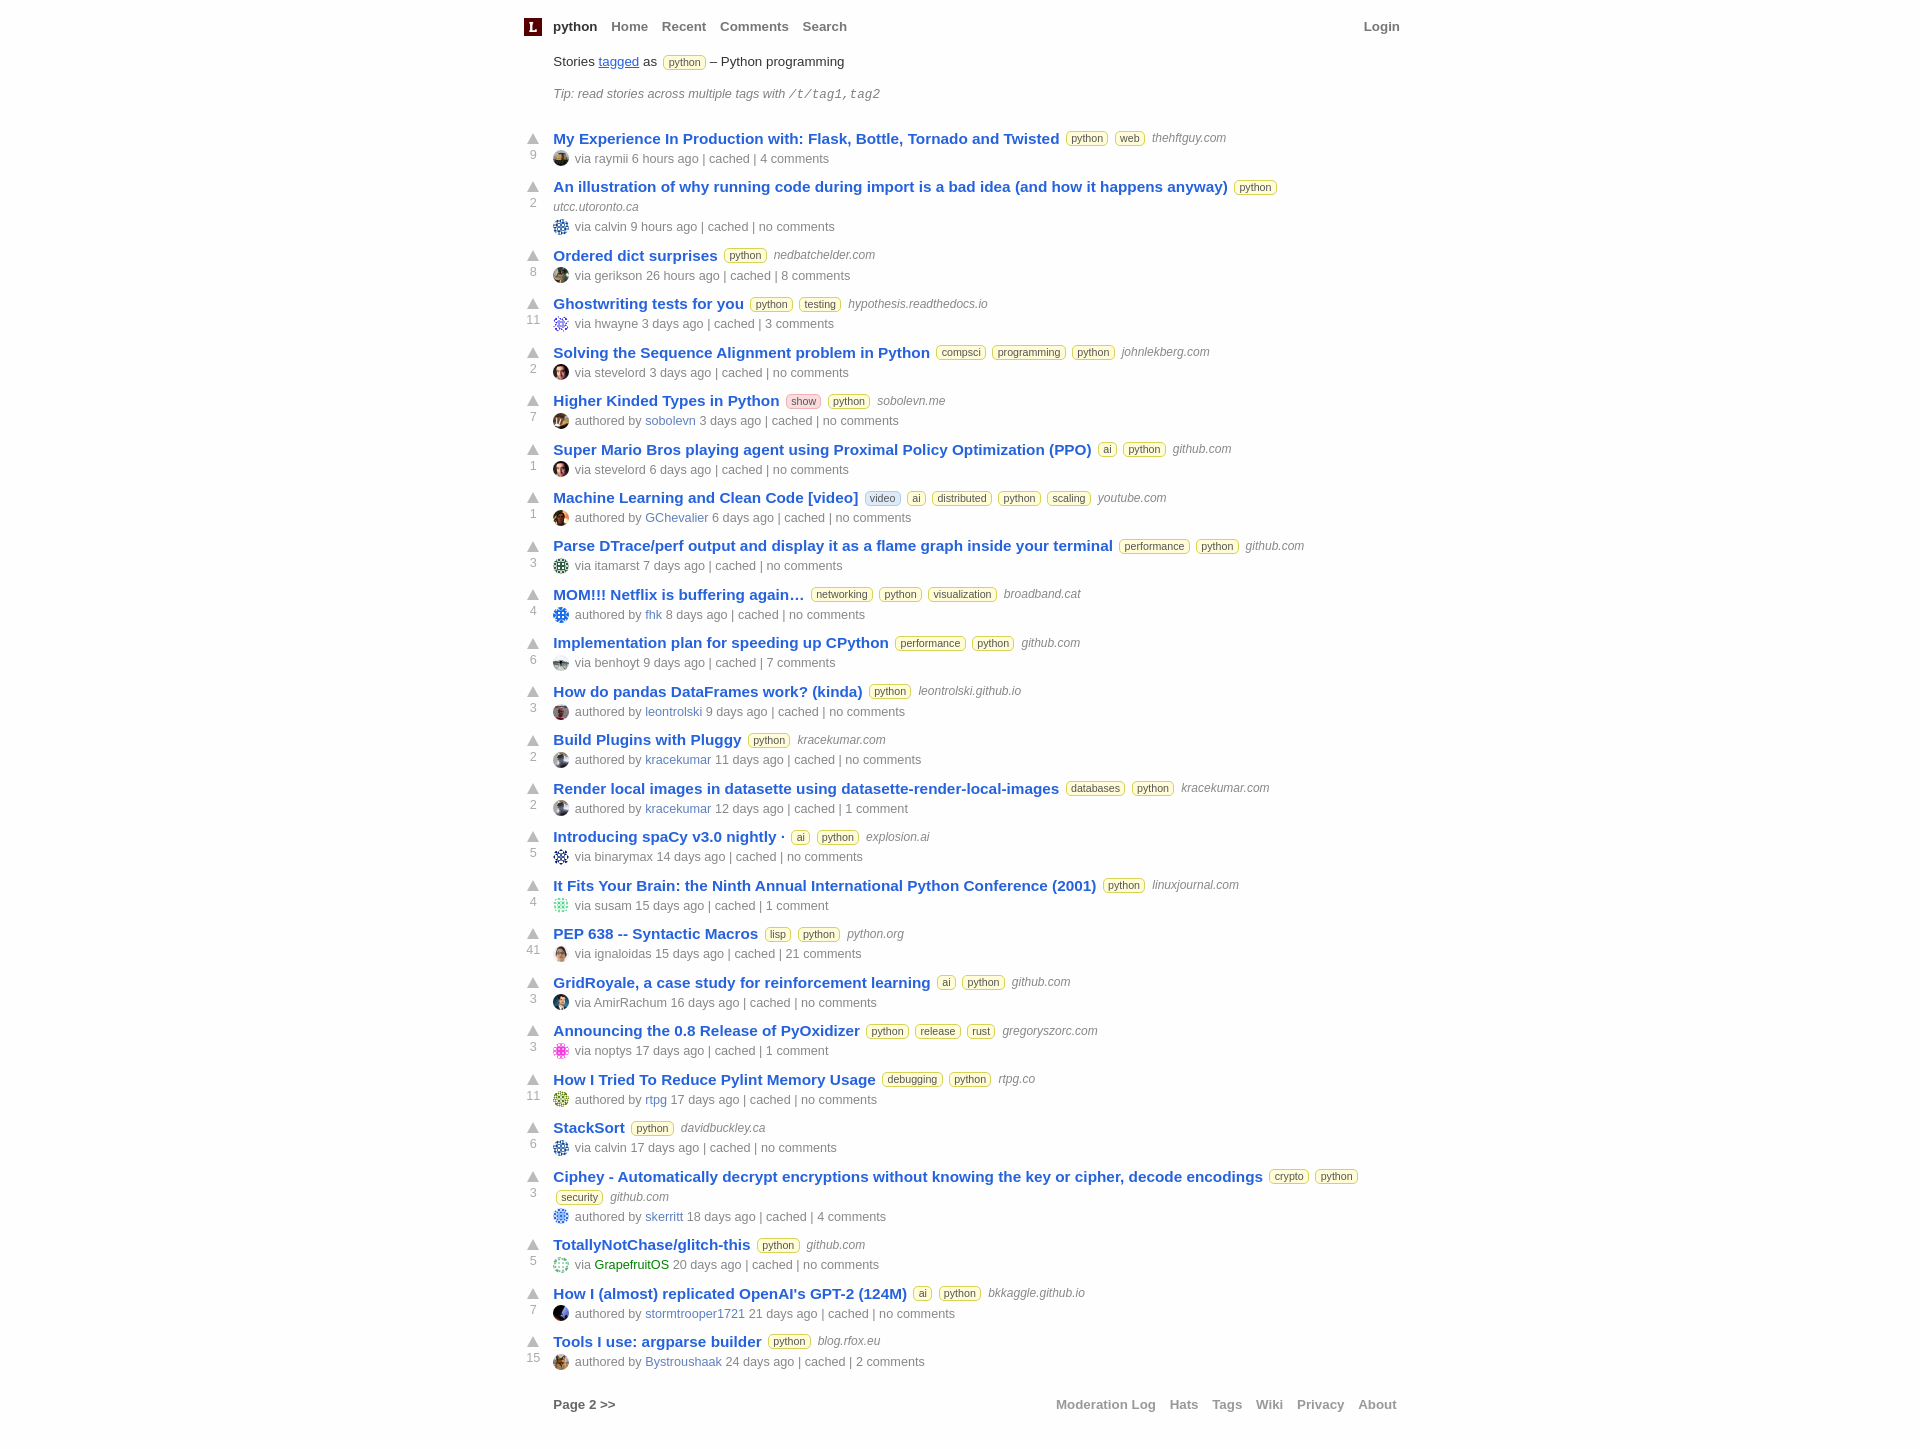 L python Home Recent Comments Search Login
Stories tagged as python – Python programming
Tip: read stories across multiple tags with /t/tag1,tag2
My Experience In Production with: Flask, Bottle, Tornado and Twisted python web thehftguy.com
9 via raymii 6 hours ago | cached | 4 comments
An illustration of why running code during import is a bad idea (and how it happens anyway) python
2 utcc.utoronto.ca
via calvin 9 hours ago | cached | no comments
Ordered dict surprises python nedbatchelder.com
8 via gerikson 26 hours ago | cached | 8 comments
Ghostwriting tests for you python testing hypothesis.readthedocs.io
11 via hwayne 3 days ago | cached | 3 comments
Solving the Sequence Alignment problem in Python compsci programming python johnlekberg.com
2 via stevelord 3 days ago | cached | no comments
Higher Kinded Types in Python show python sobolevn.me
7 authored by sobolevn 3 days ago | cached | no comments
Super Mario Bros playing agent using Proximal Policy Optimization (PPO) ai python github.com
1 via stevelord 6 days ago | cached | no comments
Machine Learning and Clean Code [video] video ai distributed python scaling youtube.com
1 authored by GChevalier 6 days ago | cached | no comments
Parse DTrace/perf output and display it as a flame graph inside your terminal performance python github.com
3 via itamarst 7 days ago | cached | no comments
MOM!!! Netflix is buffering again… networking python visualization broadband.cat
4 authored by fhk 8 days ago | cached | no comments
Implementation plan for speeding up CPython performance python github.com
6 via benhoyt 9 days ago | cached | 7 comments
How do pandas DataFrames work? (kinda) python leontrolski.github.io
3 authored by leontrolski 9 days ago | cached | no comments
Build Plugins with Pluggy python kracekumar.com
2 authored by kracekumar 11 days ago | cached | no comments
Render local images in datasette using datasette-render-local-images databases python kracekumar.com
2 authored by kracekumar 12 days ago | cached | 1 comment
Introducing spaCy v3.0 nightly · ai python explosion.ai
5 via binarymax 14 days ago | cached | no comments
It Fits Your Brain: the Ninth Annual International Python Conference (2001) python linuxjournal.com
4 via susam 15 days ago | cached | 1 comment
PEP 638 -- Syntactic Macros lisp python python.org
41 via ignaloidas 15 days ago | cached | 21 comments
GridRoyale, a case study for reinforcement learning ai python github.com
3 via AmirRachum 16 days ago | cached | no comments
Announcing the 0.8 Release of PyOxidizer python release rust gregoryszorc.com
3 via noptys 17 days ago | cached | 1 comment
How I Tried To Reduce Pylint Memory Usage debugging python rtpg.co
11 authored by rtpg 17 days ago | cached | no comments
StackSort python davidbuckley.ca
6 via calvin 17 days ago | cached | no comments
Ciphey - Automatically decrypt encryptions without knowing the key or cipher, decode encodings crypto python
3 security github.com
authored by skerritt 18 days ago | cached | 4 comments
TotallyNotChase/glitch-this python github.com
5 via GrapefruitOS 20 days ago | cached | no comments
How I (almost) replicated OpenAI's GPT-2 (124M) ai python bkkaggle.github.io
7 authored by stormtrooper1721 21 days ago | cached | no comments
Tools I use: argparse builder python blog.rfox.eu
15 authored by Bystroushaak 24 days ago | cached | 2 comments
Page 2 >> Moderation Log Hats Tags Wiki Privacy About